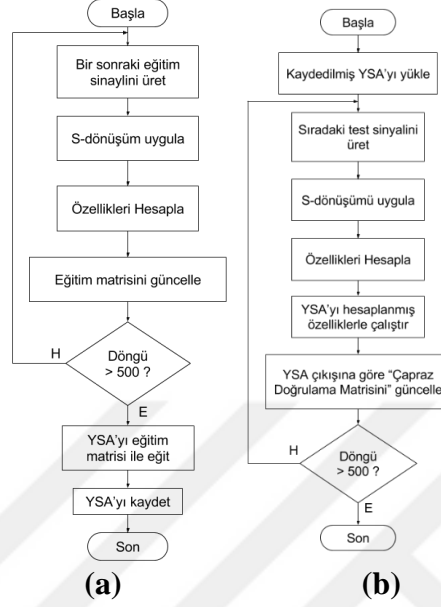 Başla
Bir sonraki eğitim
sinaylini üret
S-dönüşüm uygula
Özellikleri Hesapla
Eğitim matrisini güncelle
H
Döngü
> 500 ?
E
YSA'yı eğitim
matrisi ile eğit
YSA'yı kaydet
Son
(a)
Başla
Kaydedilmiş YSA'yı yükle
Sıradaki test sinyalini
üret
S-dönüşümü uygula
Özellikleri Hesapla
YSA'yı hesaplanmış
özeliklerle çalıştır
YSA çıkışına göre “Çapraz
Doğrulama Matrisini” güncelle
H
Döngü
> 500 ?
E
Son
(b)